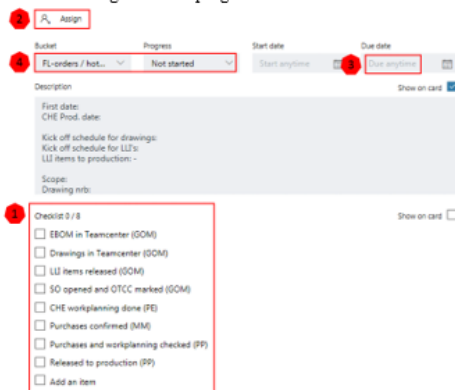 2 Assign
Bucket Progress Start date Due date
4 FL-orders / hot... Not started Start anytime 3 Due anytime
Description Show on card
First date:
CHE Prod. date:
Kick off schedule for drawings:
Kick off schedule for LLI's:
LLI items to production: -
Scope:
Drawing nrb:
1 Checklist 0 / 8 Show on card
EBOM in Teamcenter (GOM)
Drawings in Teamcenter (GOM)
LLI items released (GOM)
SO opened and OTCC marked (GOM)
CHE workplanning done (PE)
Purchases confirmed (MM)
Purchases and workplanning checked (PP)
Released to production (PP)
Add an item